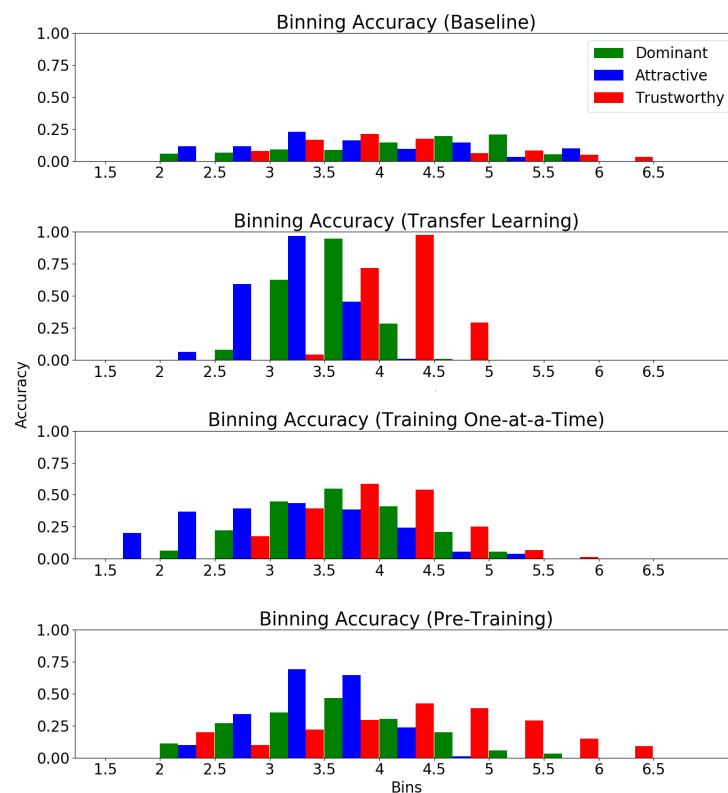 Binning Accuracy (Baseline)
1.00
0.75
0.50
0.25
0.00
Dominant
Attractive
Trustworthy
1.5 2 2.5 3 3.5 4 4.5 5 5.5 6 6.5
Binning Accuracy (Transfer Learning)
1.00
0.75
0.50
0.25
0.00
1.5 2 2.5 3 3.5 4 4.5 5 5.5 6 6.5
Accuracy
Binning Accuracy (Training One-at-a-Time)
1.00
0.75
0.50
0.25
0.00
1.5 2 2.5 3 3.5 4 4.5 5 5.5 6 6.5
Binning Accuracy (Pre-Training)
1.00
0.75
0.50
0.25
0.00
1.5 2 2.5 3 3.5 4 4.5 5 5.5 6 6.5
Bins